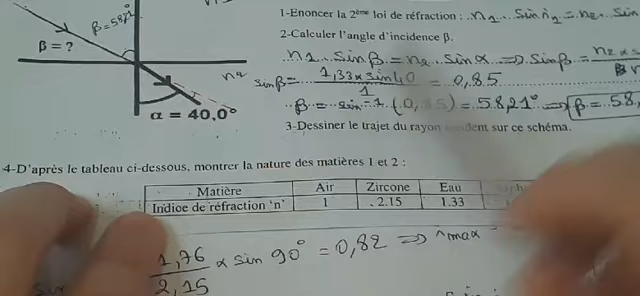 1-Enoncer la 2ème loi de réfraction : n1 . sin i1 = n2 . sin
2-Calculer l'angle d'incidence β.
β = 58,21°
β = ?
n1 . sin β = n2 . sin α ⇒ sin β = n2 x s
n2
sin β = 1,33 x sin 40 / 1 = 0,85
β = sin-1 (0,85) = 58,21° ⇒ β = 58,
α = 40,0°
3-Dessiner le trajet du rayon sur ce schéma.
4-D'après le tableau ci-dessous, montrer la nature des matières 1 et 2 :
Matière Air Zircone Eau
Indice de réfraction 'n' 1 2.15 1.33
1,76 / 2,15 x sin 90° = 0,82 ⇒ max